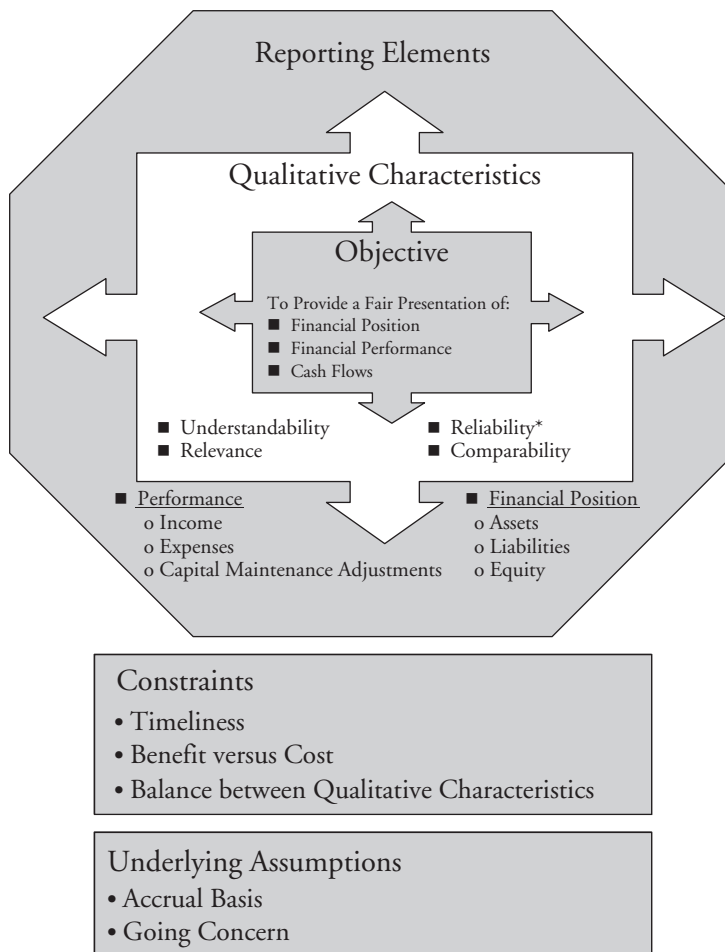 Reporting Elements
Qualitative Characteristics
Objective
To Provide a Fair Presentation of:
■ Financial Position
■ Financial Performance
■ Cash Flows
■ Understandability
■ Relevance
■ Reliability*
■ Comparability
■ Performance
o Income
o Expenses
o Capital Maintenance Adjustments
■ Financial Position
o Assets
o Liabilities
o Equity
Constraints
• Timeliness
• Benefit versus Cost
• Balance between Qualitative Characteristics
Underlying Assumptions
• Accrual Basis
• Going Concern